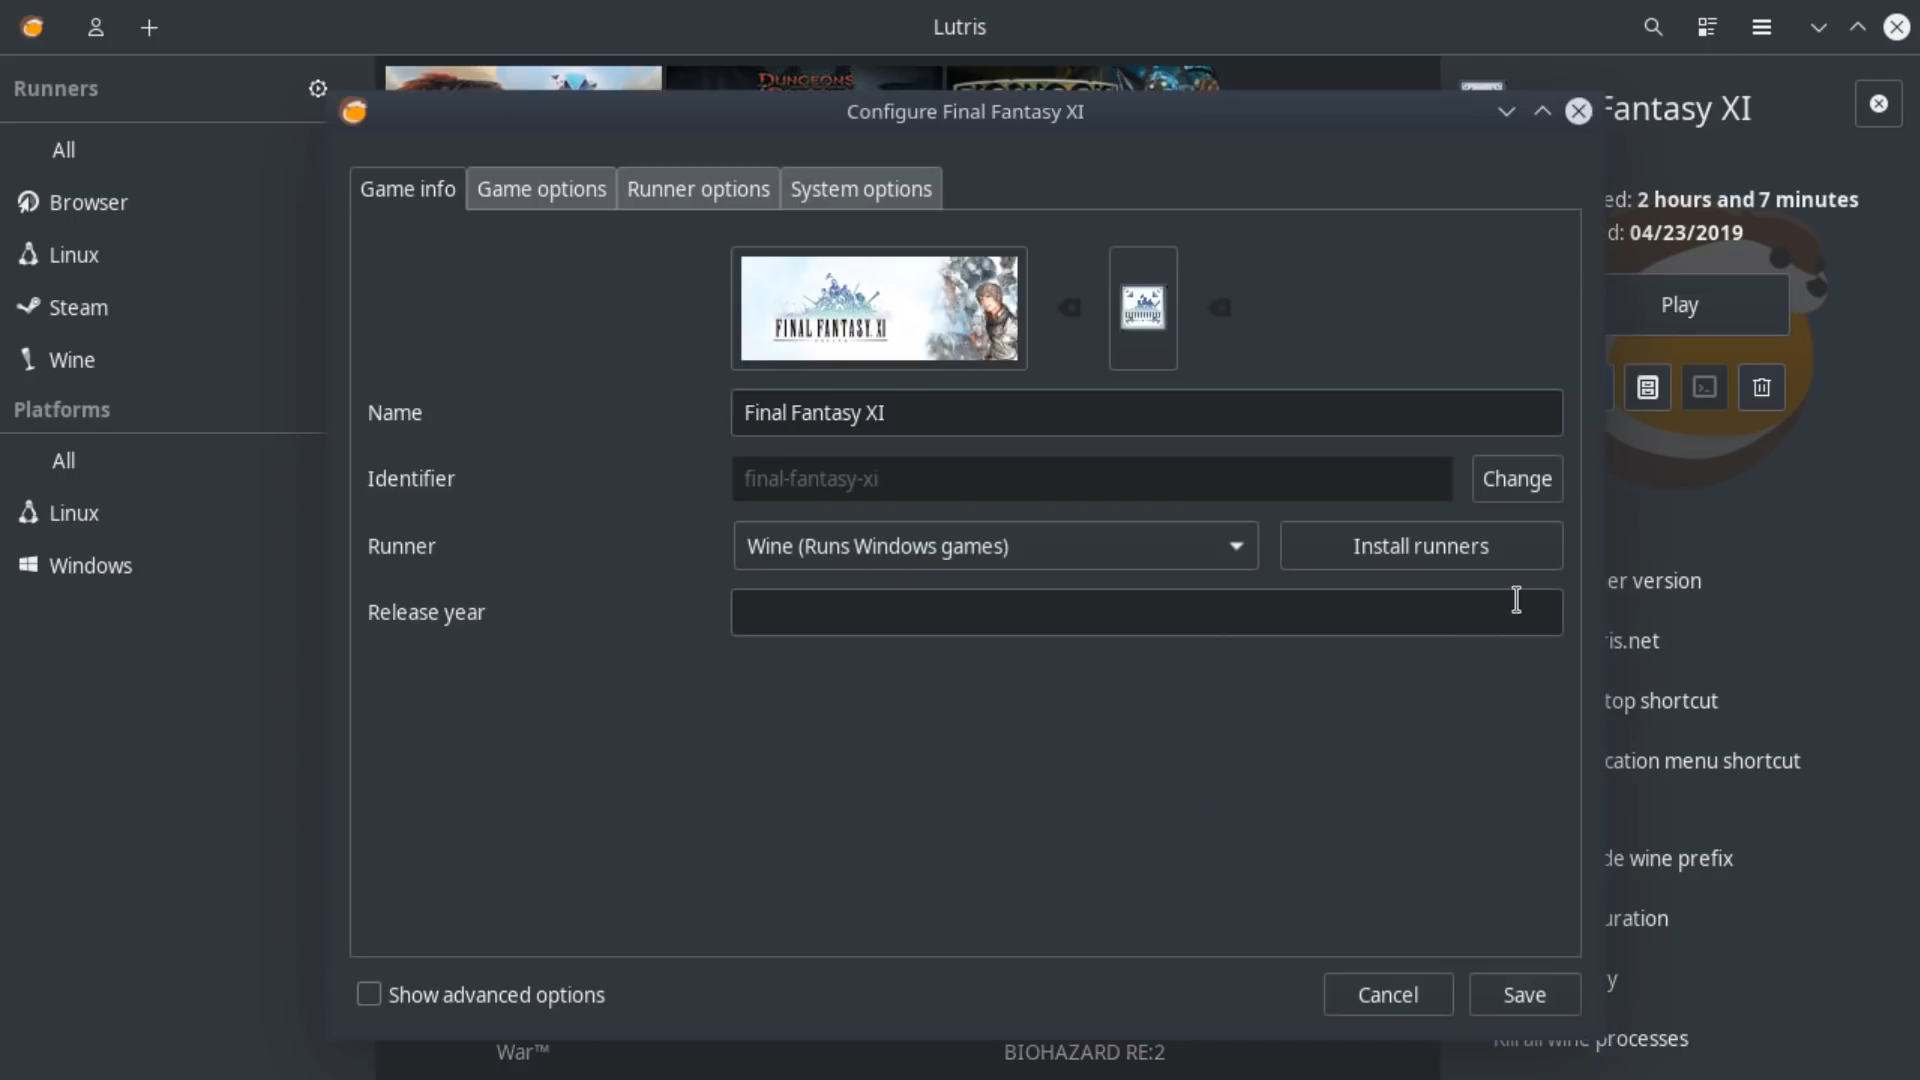 Lutris
Runners
All
Browser
Linux
Steam
Wine
Platforms
All
Linux
Windows
DUNGEONS
Configure Final Fantasy XI
Game info
Game options
Runner options
System options
FINAL FANTASY XI
Name
Final Fantasy XI
Identifier
final-fantasy-xi
Change
Runner
Wine (Runs Windows games)
Install runners
Release year
Show advanced options
Cancel
Save
War™
BIOHAZARD RE:2
Fantasy XI
ed: 2 hours and 7 minutes
d: 04/23/2019
Play
er version
ris.net
top shortcut
cation menu shortcut
de wine prefix
uration
y
processes